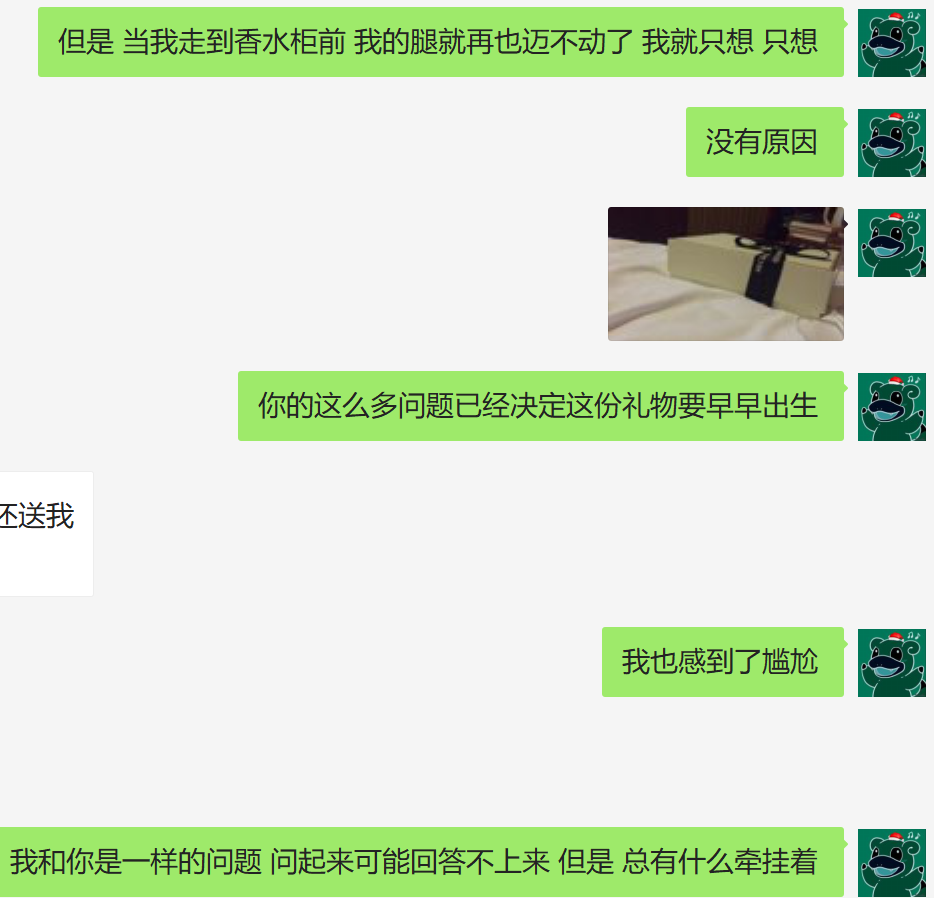 但是 当我走到香水柜前 我的腿就再也迈不动了 我就只想 只想
没有原因
你的这么多问题已经决定这份礼物要早早出生
还送我
我也感到了尴尬
我和你是一样的问题 问起来可能回答不上来 但是 总有什么牵挂着